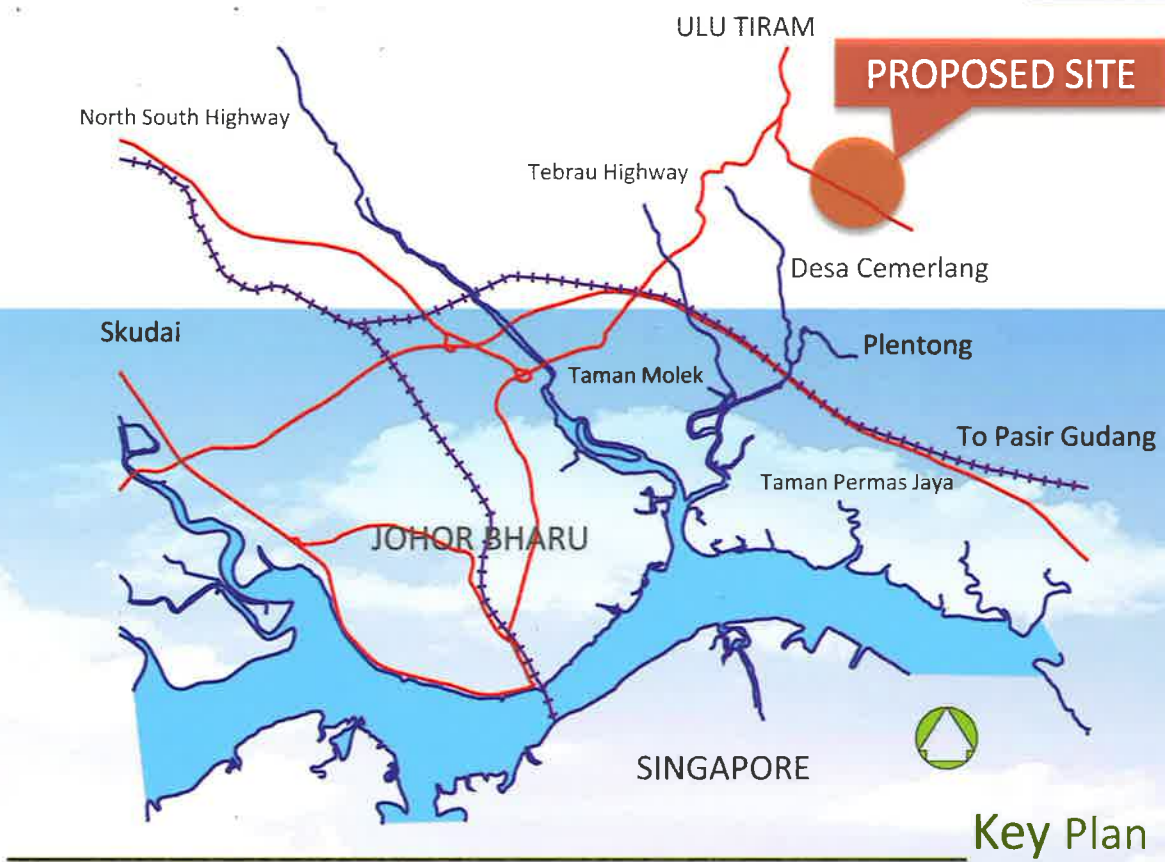 ULU TIRAM
PROPOSED SITE
North South Highway
Tebrau Highway
Desa Cemerlang
Skudai
Plentong
Taman Molek
To Pasir Gudang
Taman Permas Jaya
JOHOR BHARU
SINGAPORE
Key Plan